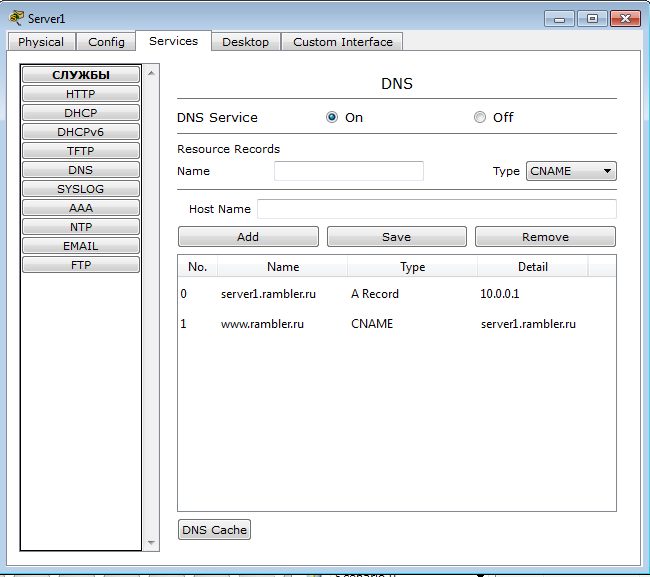 Server1
Physical Config Services Desktop Custom Interface
СЛУЖБЫ
HTTP
DHCP
DHCPv6
TFTP
DNS
SYSLOG
AAA
NTP
EMAIL
FTP
DNS
DNS Service On Off
Resource Records
Name Type CNAME
Host Name
Add Save Remove
No. Name Type Detail
0 server1.rambler.ru A Record 10.0.0.1
1 www.rambler.ru CNAME server1.rambler.ru
DNS Cache